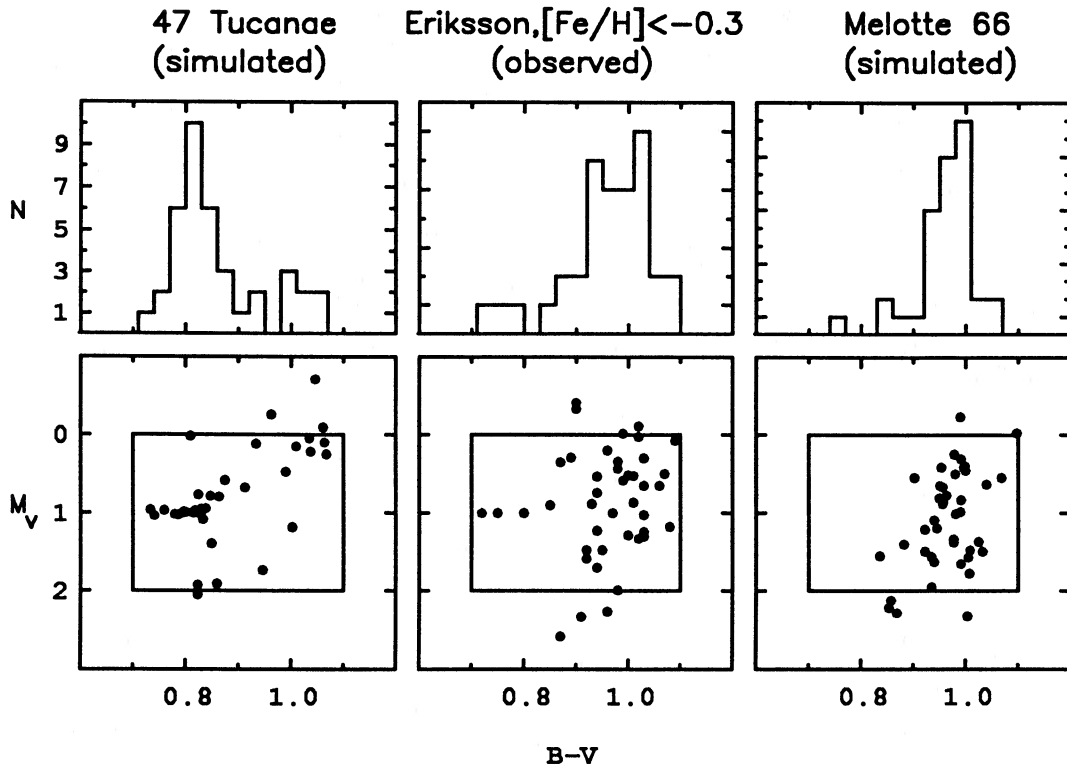 47 Tucanae
(simulated)
Eriksson,[Fe/H]<−0.3
(observed)
Melotte 66
(simulated)
N
9
7
5
3
1
M_v
0
1
2
0.8 1.0
0.8 1.0
0.8 1.0
B−V